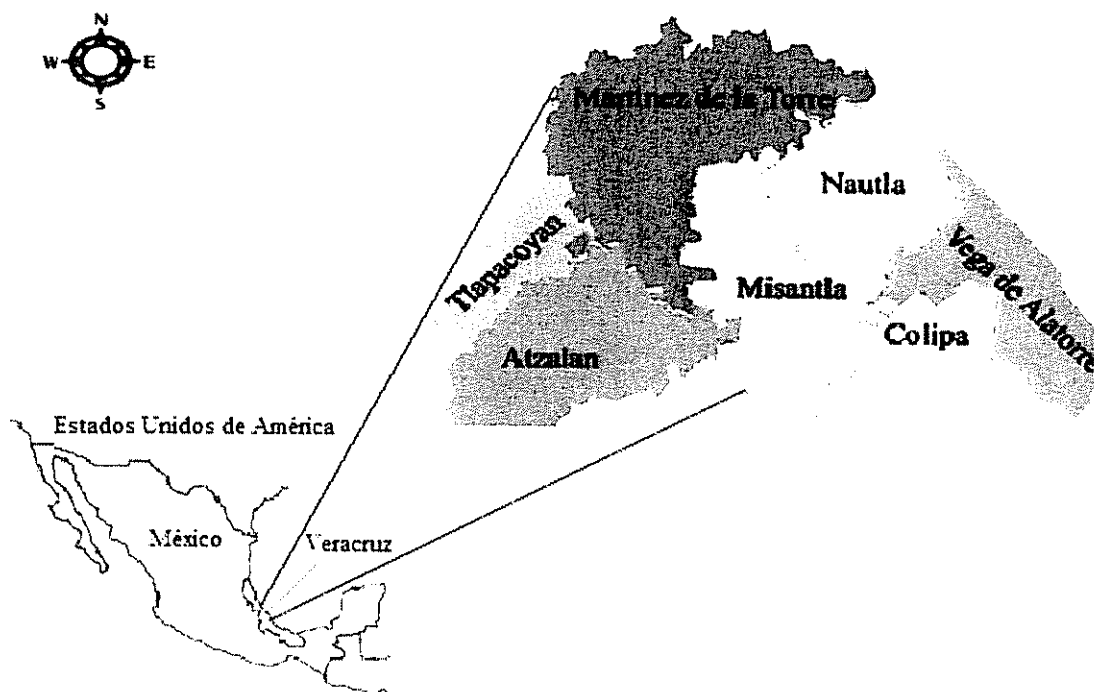 N
W E
S
Martínez de la Torre
Nautla
Tlapacoyan
Vega de Alatorre
Misantla
Colipa
Atzalan
Estados Unidos de América
México
Veracruz